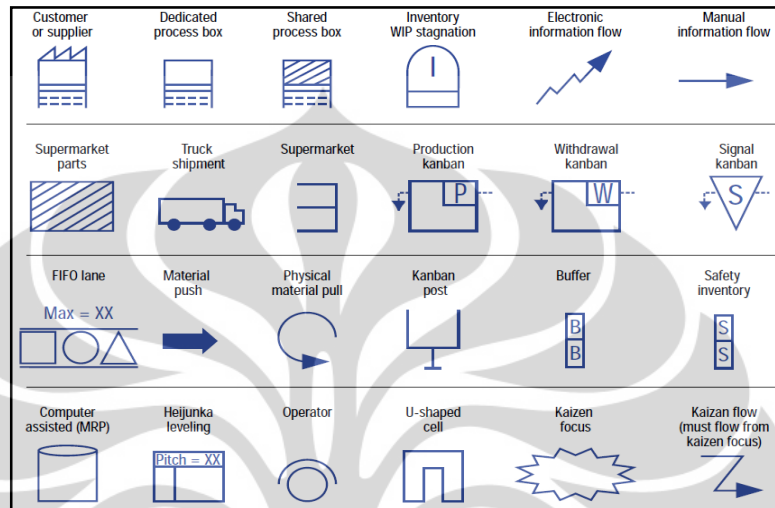 Customer or supplier
Dedicated process box
Shared process box
Inventory WIP stagnation
Electronic information flow
Manual information flow
Supermarket parts
Truck shipment
Supermarket
Production kanban
P
Withdrawal kanban
W
Signal kanban
S
FIFO lane
Max = XX
Material push
Physical material pull
Kanban post
Buffer
B
B
Safety inventory
S
S
Computer assisted (MRP)
Heijunka leveling
Pitch = XX
Operator
U-shaped cell
Kaizen focus
Kaizan flow (must flow from kaizen focus)